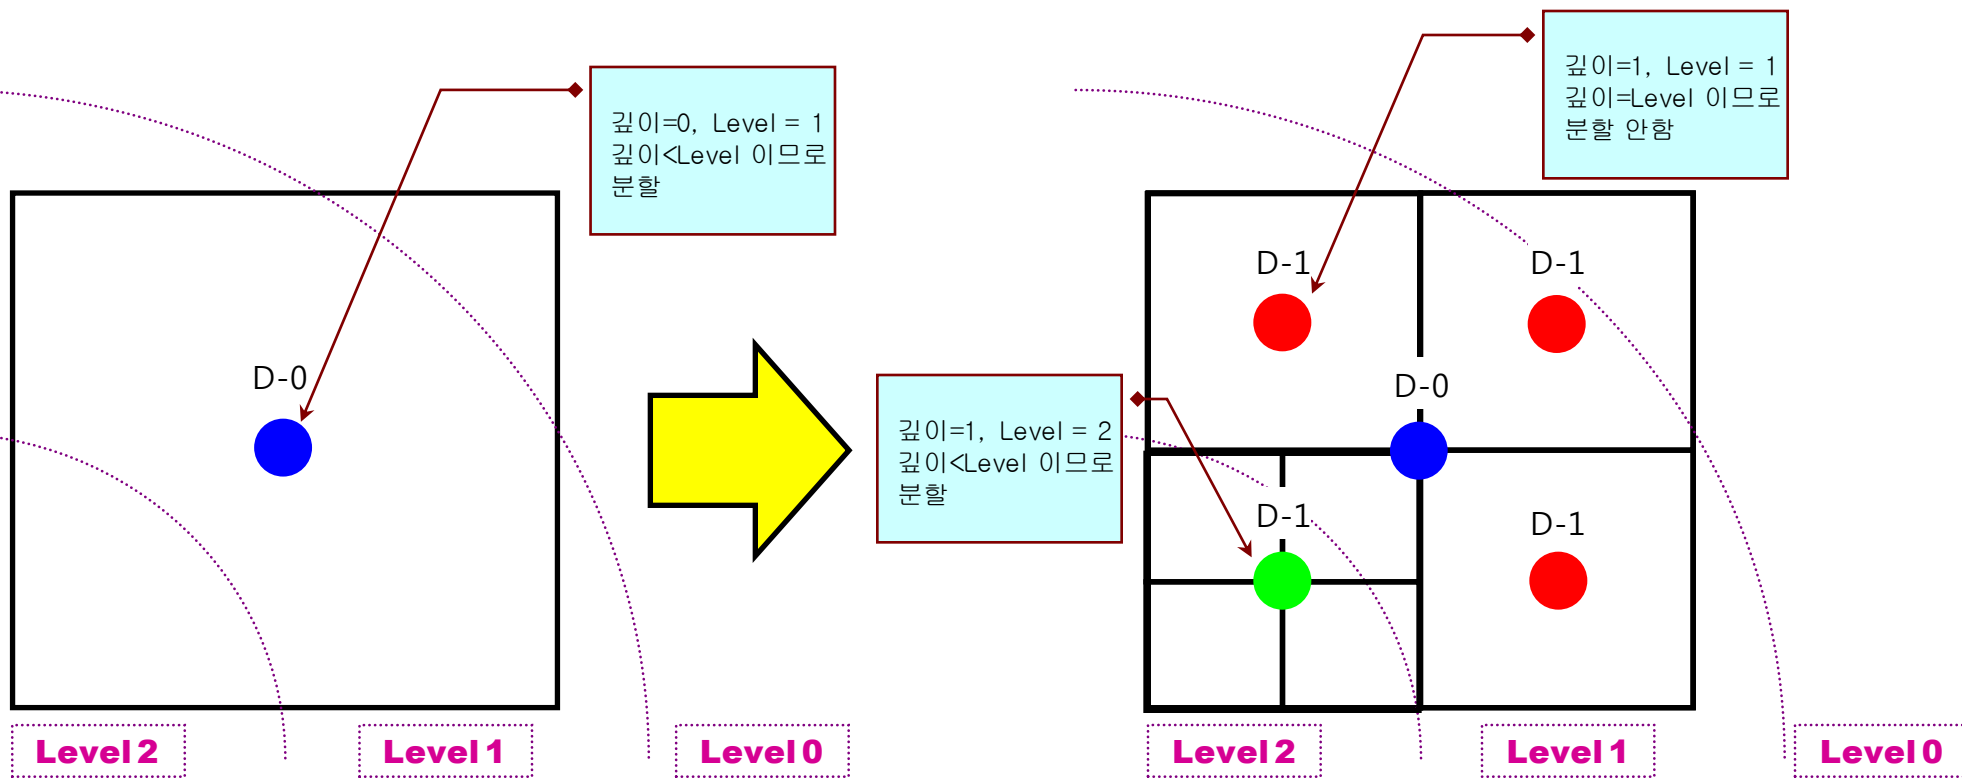 깊이=0, Level = 1
깊이<Level 이므로
분할
D-0
Level 2
Level 1
Level 0
깊이=1, Level = 1
깊이=Level 이므로
분할 안함
D-1
D-1
D-0
깊이=1, Level = 2
깊이<Level 이므로
분할
D-1
D-1
Level 2
Level 1
Level 0